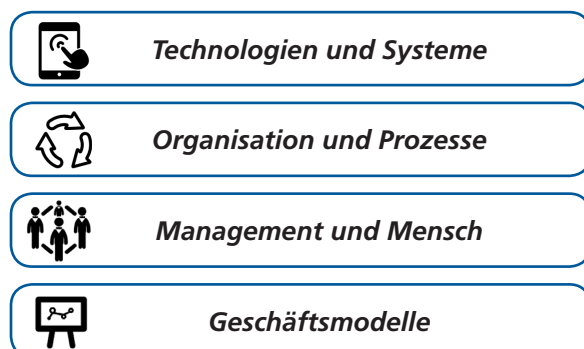 Technologien und Systeme
Organisation und Prozesse
Management und Mensch
Geschäftsmodelle